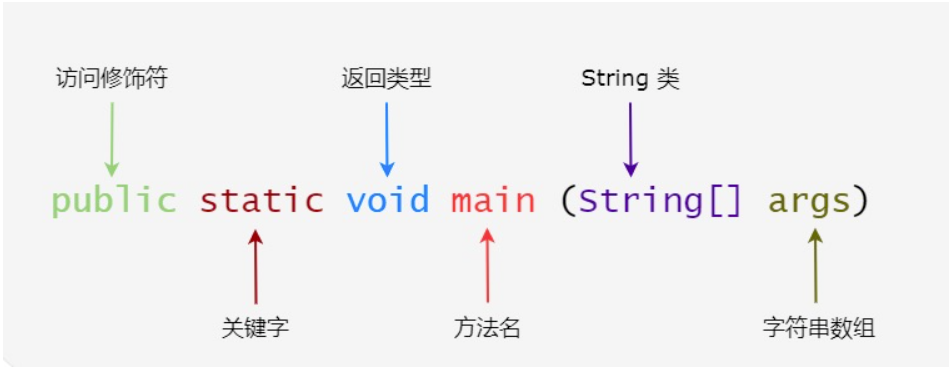 访问修饰符 返回类型 String 类
public static void main (String[] args)
关键字 方法名 字符串数组